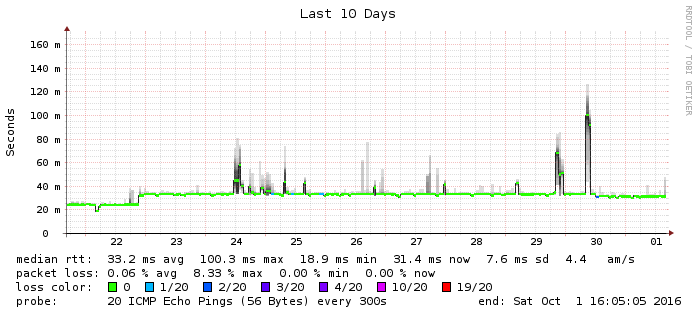 Last 10 Days
RRDTOOL / TOBI OETIKER
Seconds
160 m
140 m
120 m
100 m
80 m
60 m
40 m
20 m
0
22 23 24 25 26 27 28 29 30 01
median rtt: 33.2 ms avg 100.3 ms max 18.9 ms min 31.4 ms now 7.6 ms sd 4.4 am/s
packet loss: 0.06 % avg 8.33 % max 0.00 % min 0.00 % now
loss color: 0 1/20 2/20 3/20 4/20 10/20 19/20
probe: 20 ICMP Echo Pings (56 Bytes) every 300s end: Sat Oct 1 16:05:05 2016